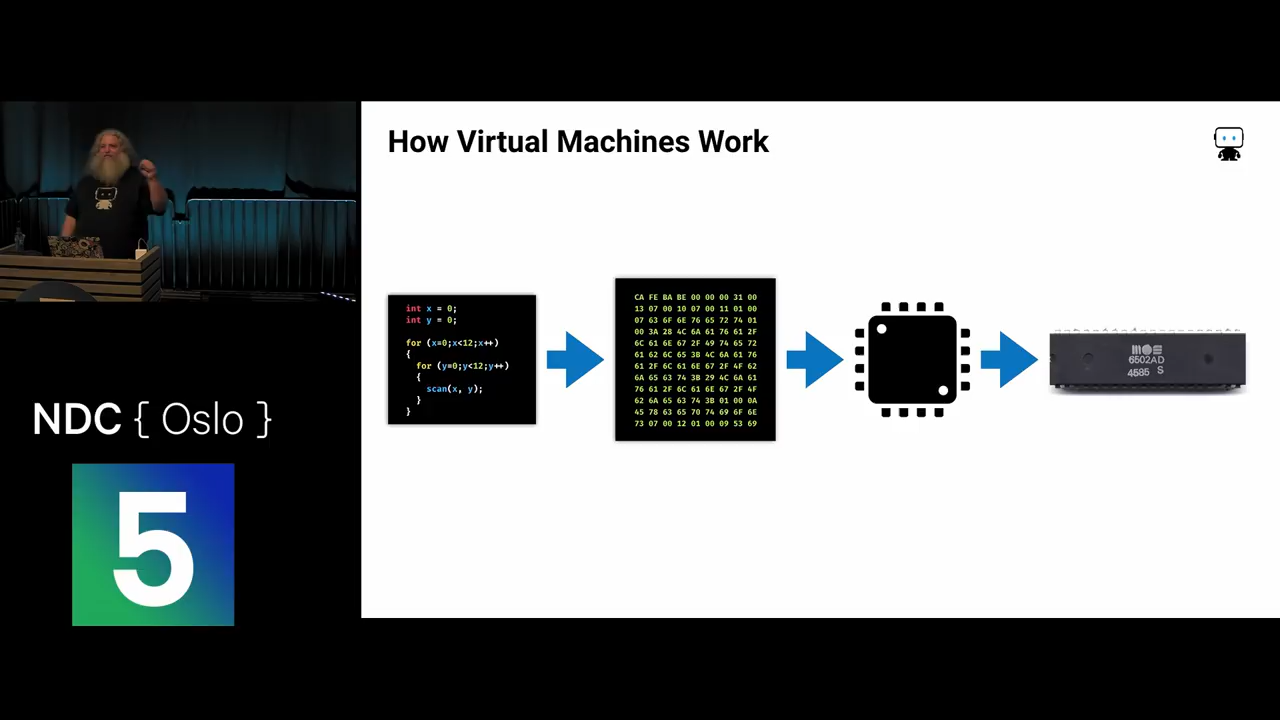 How Virtual Machines Work
int x = 0;
int y = 0;
for (x=0;x<12;x++)
{
for (y=0;y<12;y++)
{
scan(x, y);
}
}
CA FE BA BE 00 00 00 31 00
13 07 00 10 07 00 11 01 00
07 63 6F 6E 76 65 72 74 01
00 3A 28 4C 6A 61 76 61 2F
6C 61 6E 67 2F 49 74 65 72
61 62 6C 65 3B 4C 6A 61 76
61 2F 6C 61 6E 67 2F 4F 62
6A 65 63 74 3B 29 4C 6A 61
76 61 2F 6C 61 6E 67 2F 4F
62 6A 65 63 74 3B 01 00 0A
45 78 63 65 70 74 69 6F 6E
73 07 00 12 01 00 09 53 69
mos
6502AD
4585 S
NDC { Oslo }
5